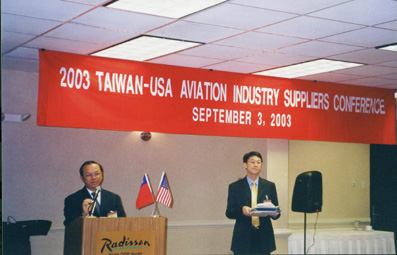 2003 TAIWAN-USA AVIATION INDUSTRY SUPPLIERS CONFERENCE
SEPTEMBER 3, 2003
Radisson